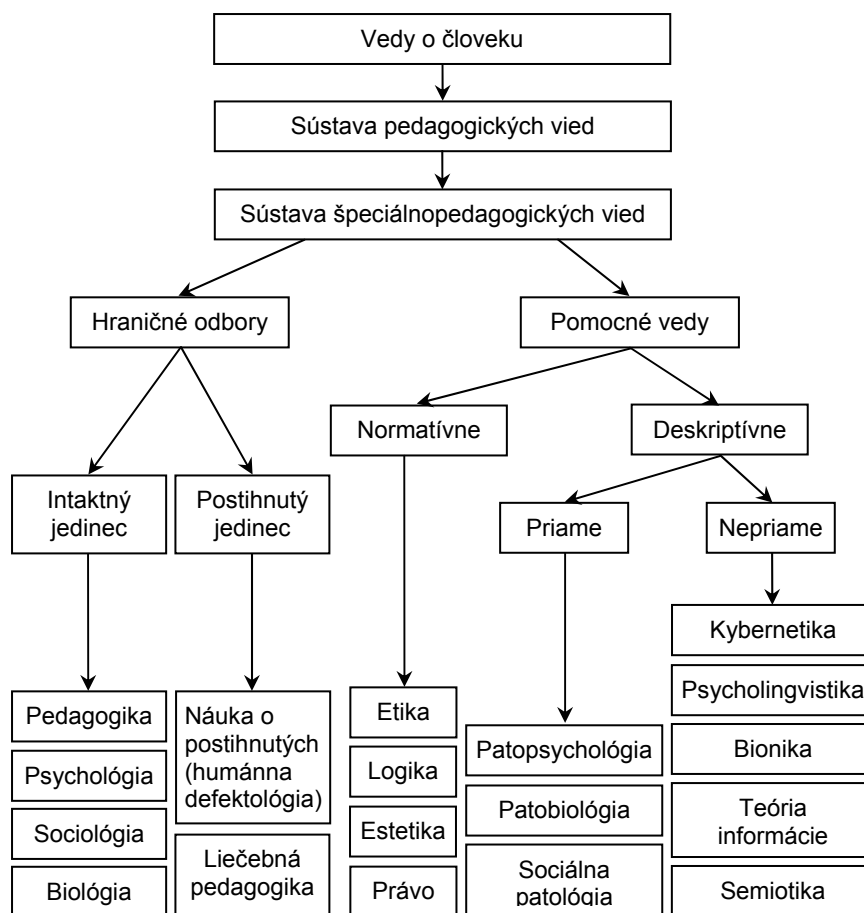 Vedy o človeku
Sústava pedagogických vied
Sústava špeciálnopedagogických vied
Hraničné odbory
Pomocné vedy
Normatívne
Deskriptívne
Intaktný
jedinec
Postihnutý
jedinec
Priame
Nepriame
Pedagogika
Psychológia
Sociológia
Biológia
Náuka o
postihnutých
(humánna
defektológia)
Liečebná
pedagogika
Etika
Logika
Estetika
Právo
Patopsychológia
Patobiológia
Sociálna
patológia
Kybernetika
Psycholingvistika
Bionika
Teória
informácie
Semiotika